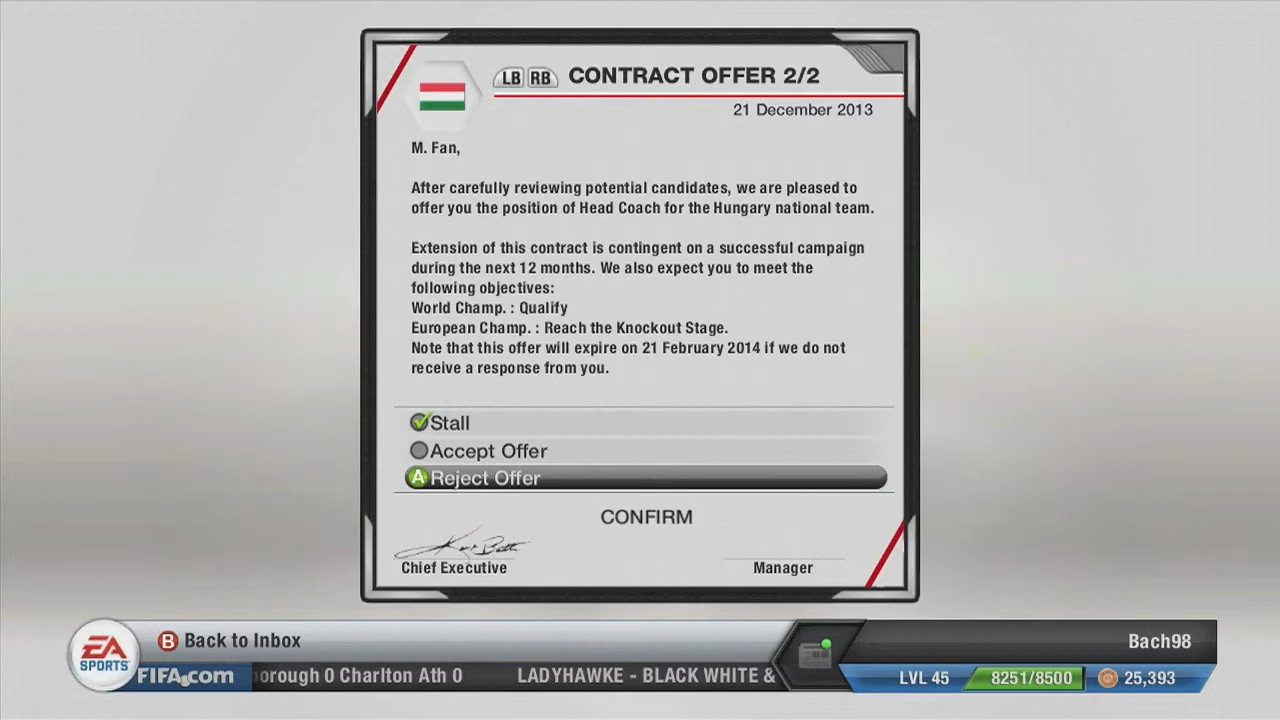 LB RB CONTRACT OFFER 2/2
21 December 2013
M. Fan,
After carefully reviewing potential candidates, we are pleased to
offer you the position of Head Coach for the Hungary national team.
Extension of this contract is contingent on a successful campaign
during the next 12 months. We also expect you to meet the
following objectives:
World Champ. : Qualify
European Champ. : Reach the Knockout Stage.
Note that this offer will expire on 21 February 2014 if we do not
receive a response from you.
Stall
Accept Offer
A Reject Offer
CONFIRM
Chief Executive
Manager
EA SPORTS
B Back to Inbox
Bach98
FIFA.com
orough 0 Charlton Ath 0
LADYHAWKE - BLACK WHITE &
LVL 45
8251/8500
25,393